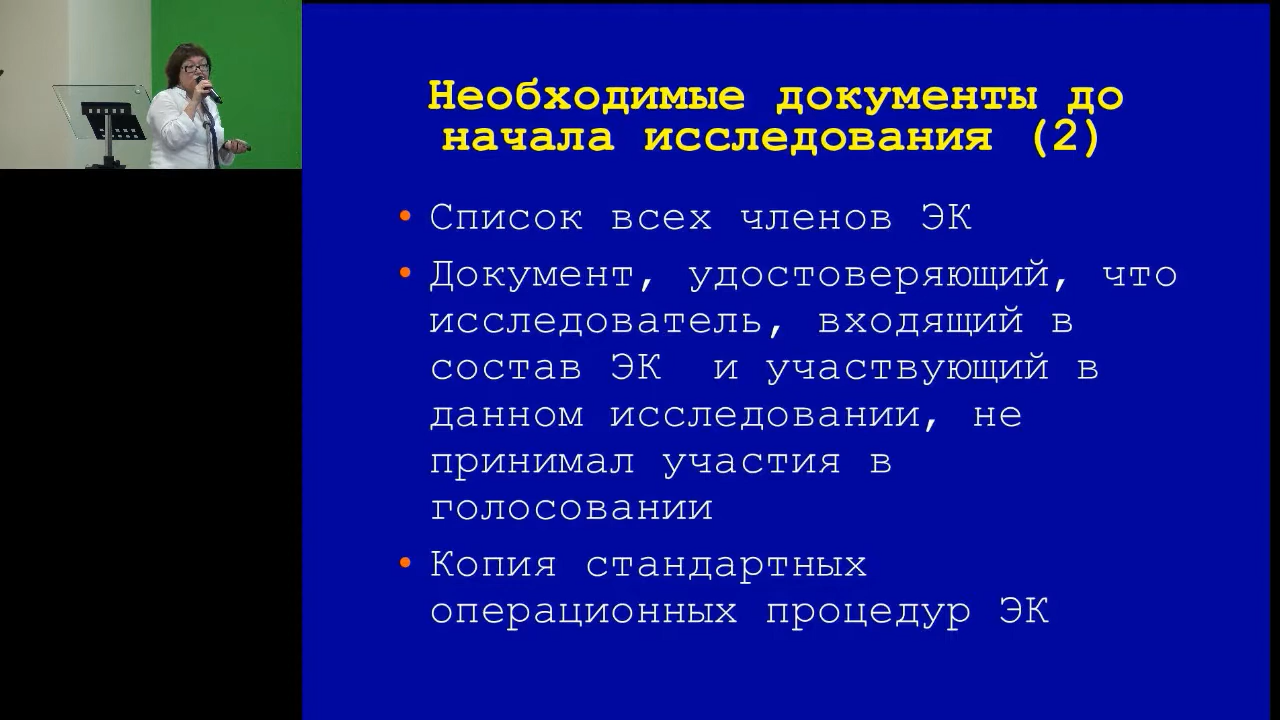 Необходимые документы до
начала исследования (2)
• Список всех членов ЭК
• Документ, удостоверяющий, что
исследователь, входящий в
состав ЭК и участвующий в
данном исследовании, не
принимал участия в
голосовании
• Копия стандартных
операционных процедур ЭК